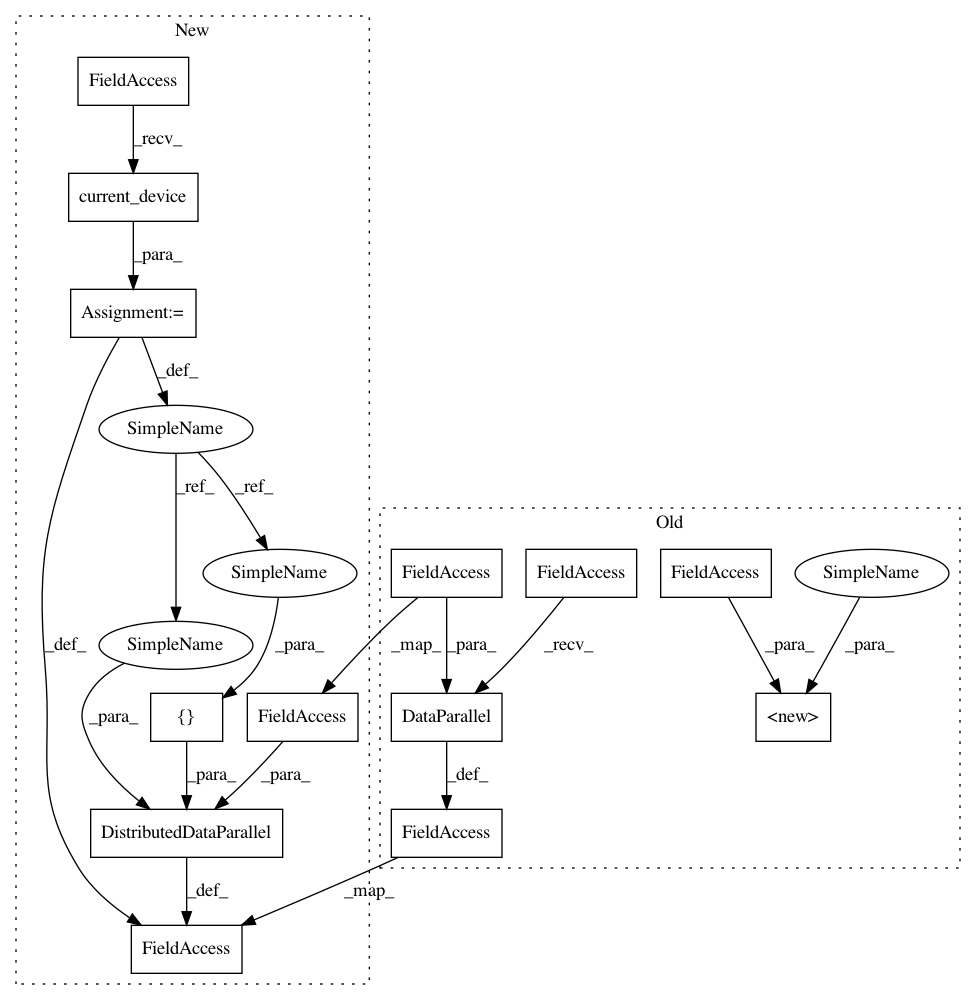 New
FieldAccess
_recv_
current_device
_para_
Assignment:=
_def_
SimpleName
_ref_
_ref_
Old
SimpleName
FieldAccess
FieldAccess
FieldAccess
SimpleName
_def_
SimpleName
_para_
_map_
_para_
_recv_
_para_
_para_
_para_
{}
FieldAccess
DataParallel
<new>
_para_
_para_
_def_
DistributedDataParallel
FieldAccess
_def_
_map_
FieldAccess